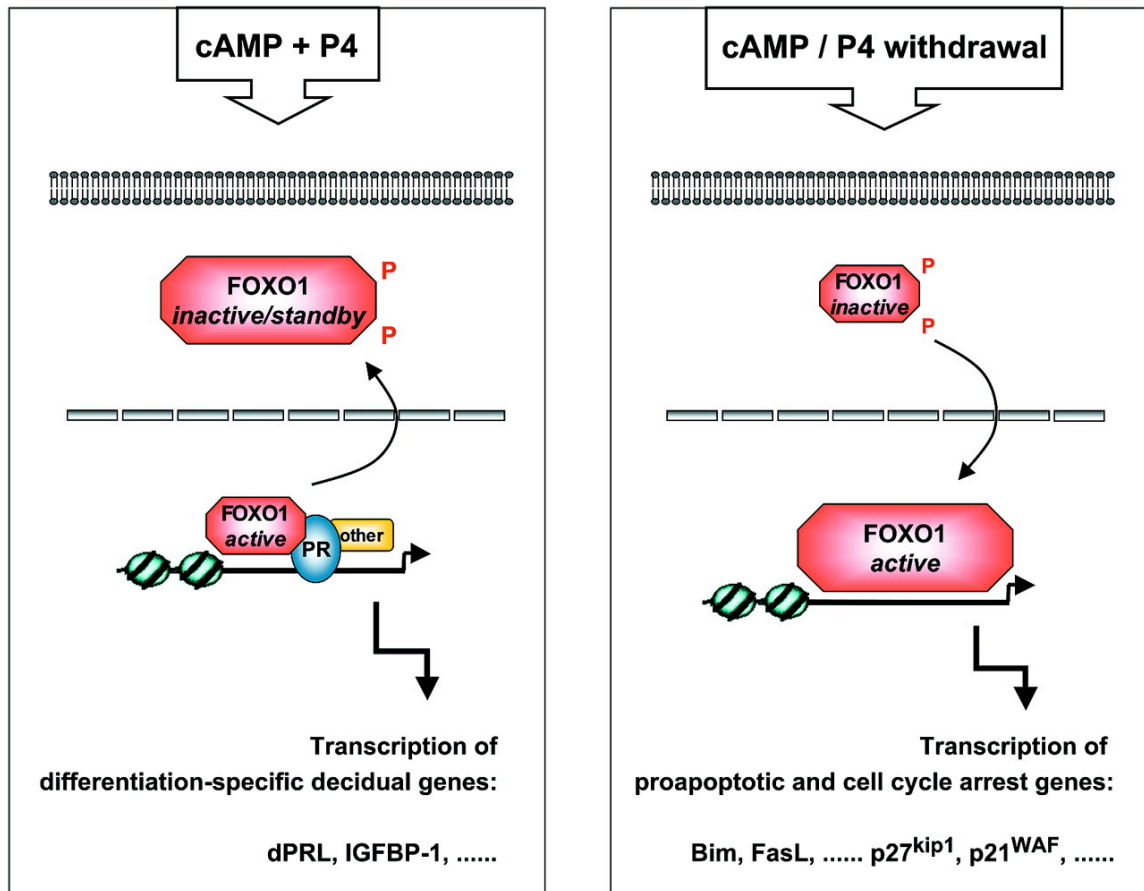 cAMP + P4
FOXO1
inactive/standby
P
P
FOXO1
active
PR
other
Transcription of
differentiation-specific decidual genes:
dPRL, IGFBP-1, ......
cAMP / P4 withdrawal
FOXO1
inactive
P
P
FOXO1
active
Transcription of
proapoptotic and cell cycle arrest genes:
Bim, FasL, ...... p27kip1, p21WAF, ......